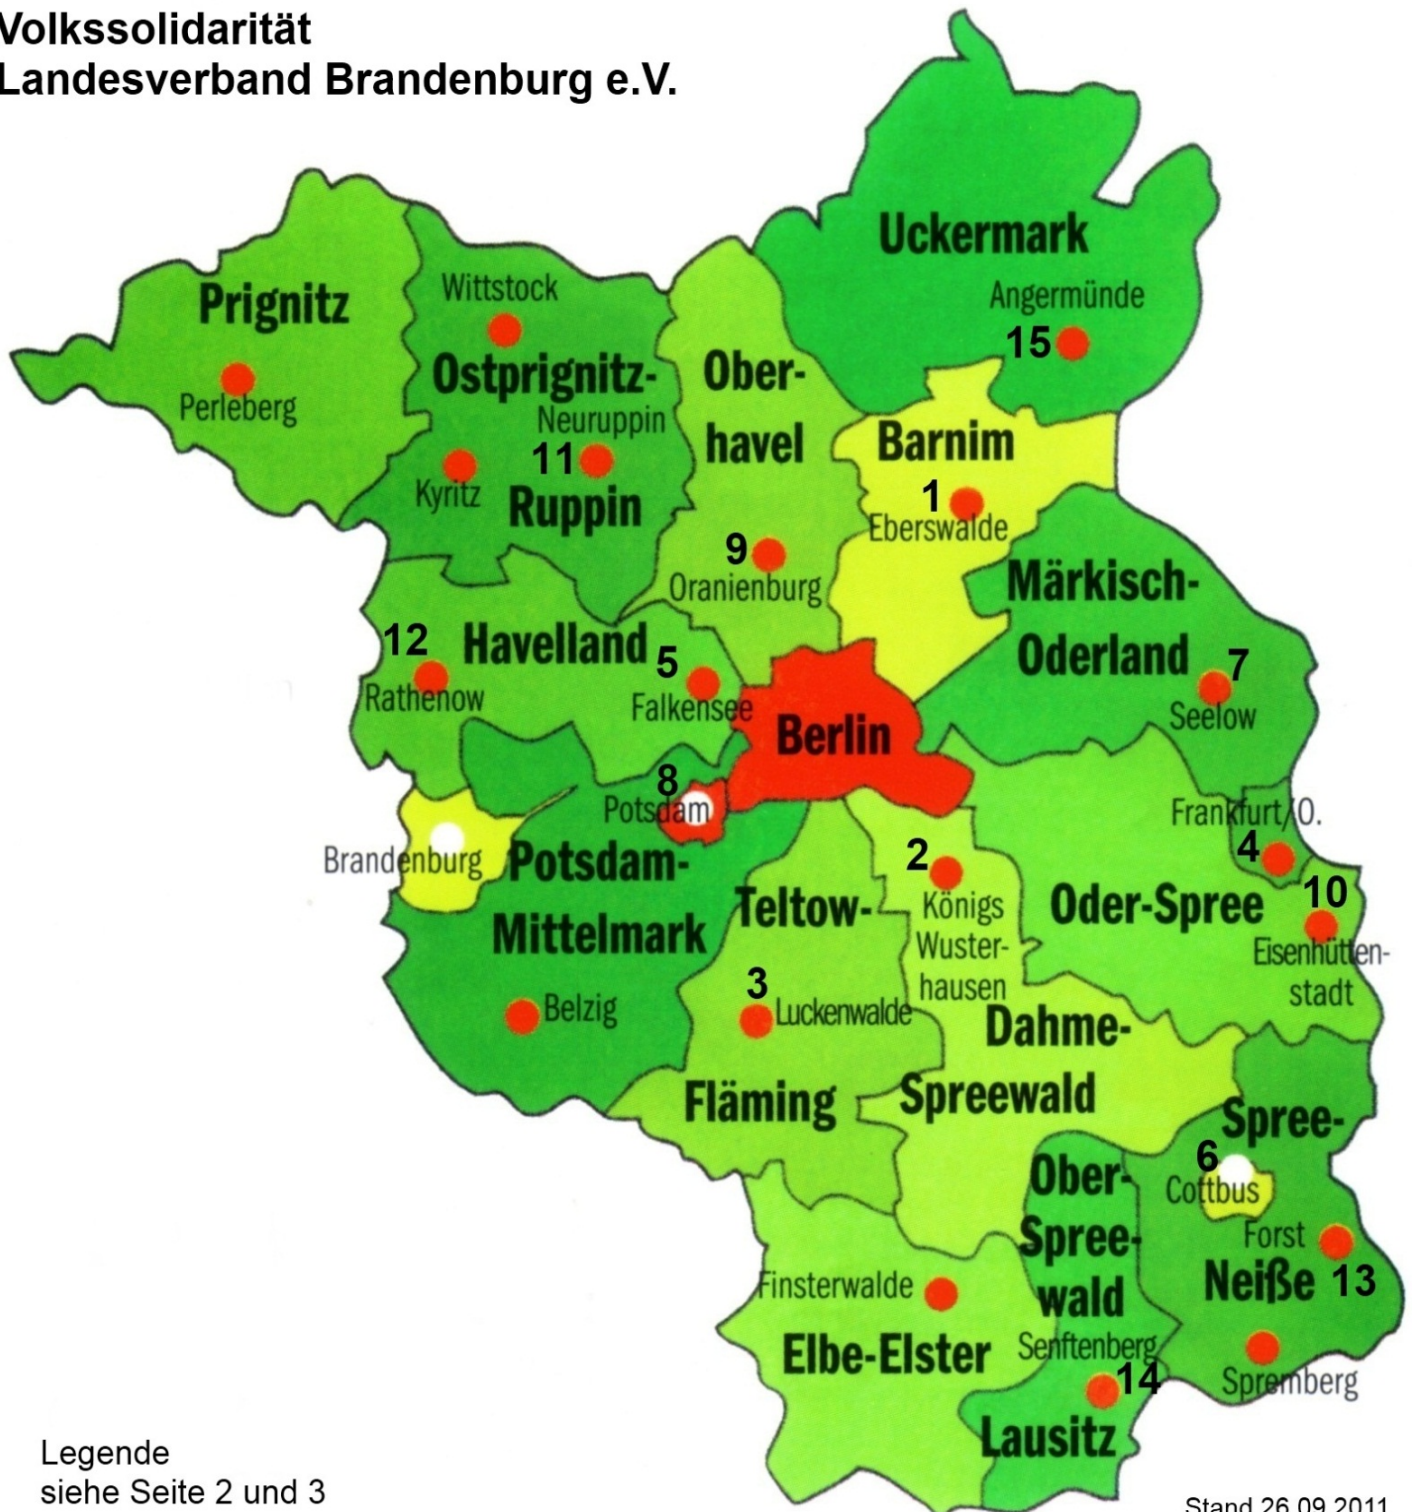 Volkssolidarität
Landesverband Brandenburg e.V.
Uckermark
Angermünde
15
Prignitz
Perleberg
Wittstock
Ostprignitz-
Neuruppin
11
Kyritz
Ruppin
Ober-
havel
9
Oranienburg
Barnim
1
Eberswalde
Märkisch-
Oderland
7
Seelow
12
Havelland
5
Rathenow
Falkensee
Berlin
8
Potsdam
Brandenburg
Potsdam-
Mittelmark
Belzig
Teltow-
3
Luckenwalde
Fläming
2
Königs
Wuster-
hausen
Dahme-
Spreewald
Frankfurt/O.
4
Oder-Spree
10
Eisenhütten-
stadt
Spree-
6
Cottbus
Forst
Neiße
13
Spremberg
Ober-
Spree-
wald
Senftenberg
14
Lausitz
Finsterwalde
Elbe-Elster
Legende
siehe Seite 2 und 3
Stand 26.09.2011